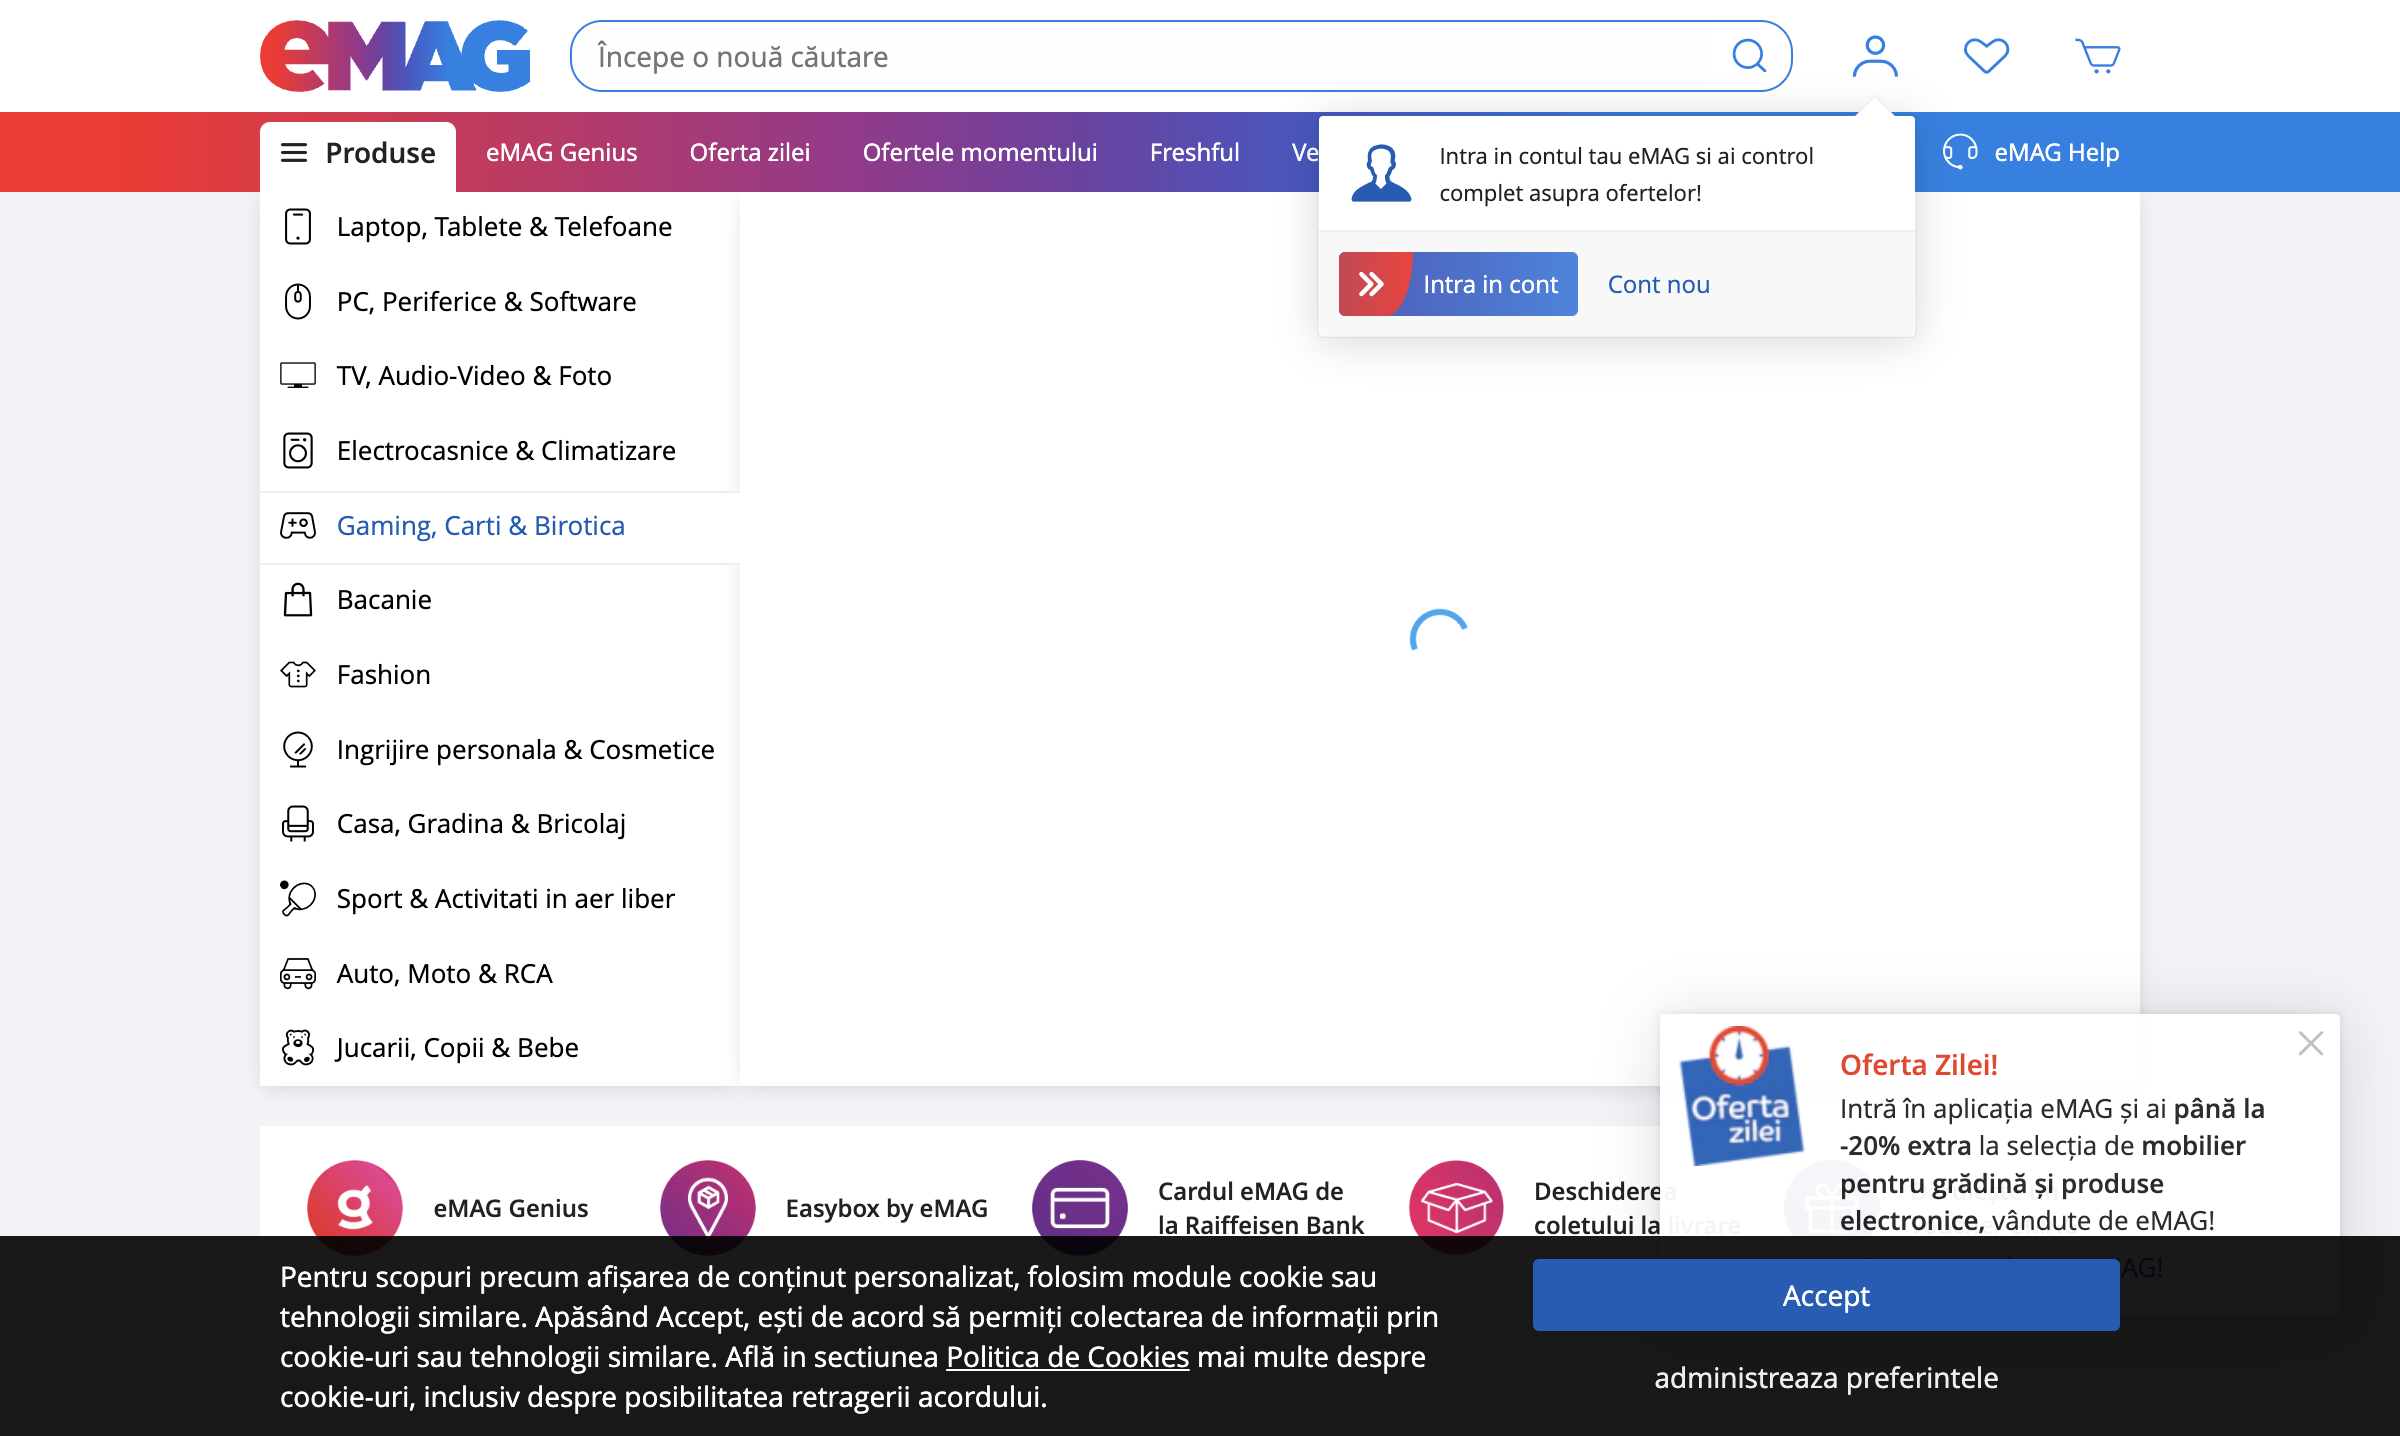 eMAG
Începe o nouă căutare
Produse
eMAG Genius
Oferta zilei
Ofertele momentului
Freshful
Ve
eMAG Help
Intra in contul tau eMAG si ai control
complet asupra ofertelor!
Intra in cont
Cont nou
Laptop, Tablete & Telefoane
PC, Periferice & Software
TV, Audio-Video & Foto
Electrocasnice & Climatizare
Gaming, Carti & Birotica
Bacanie
Fashion
Ingrijire personala & Cosmetice
Casa, Gradina & Bricolaj
Sport & Activitati in aer liber
Auto, Moto & RCA
Jucarii, Copii & Bebe
Oferta
zilei
Oferta Zilei!
Intră în aplicația eMAG și ai până la
-20% extra la selecția de mobilier
pentru grădină și produse
electronice, vândute de eMAG!
g
eMAG Genius
Easybox by eMAG
Cardul eMAG de
la Raiffeisen Bank
Deschiderea
coletului la livrare
AG!
Pentru scopuri precum afișarea de conținut personalizat, folosim module cookie sau
tehnologii similare. Apăsând Accept, ești de acord să permiți colectarea de informații prin
cookie-uri sau tehnologii similare. Află in sectiunea Politica de Cookies mai multe despre
cookie-uri, inclusiv despre posibilitatea retragerii acordului.
Accept
administreaza preferintele